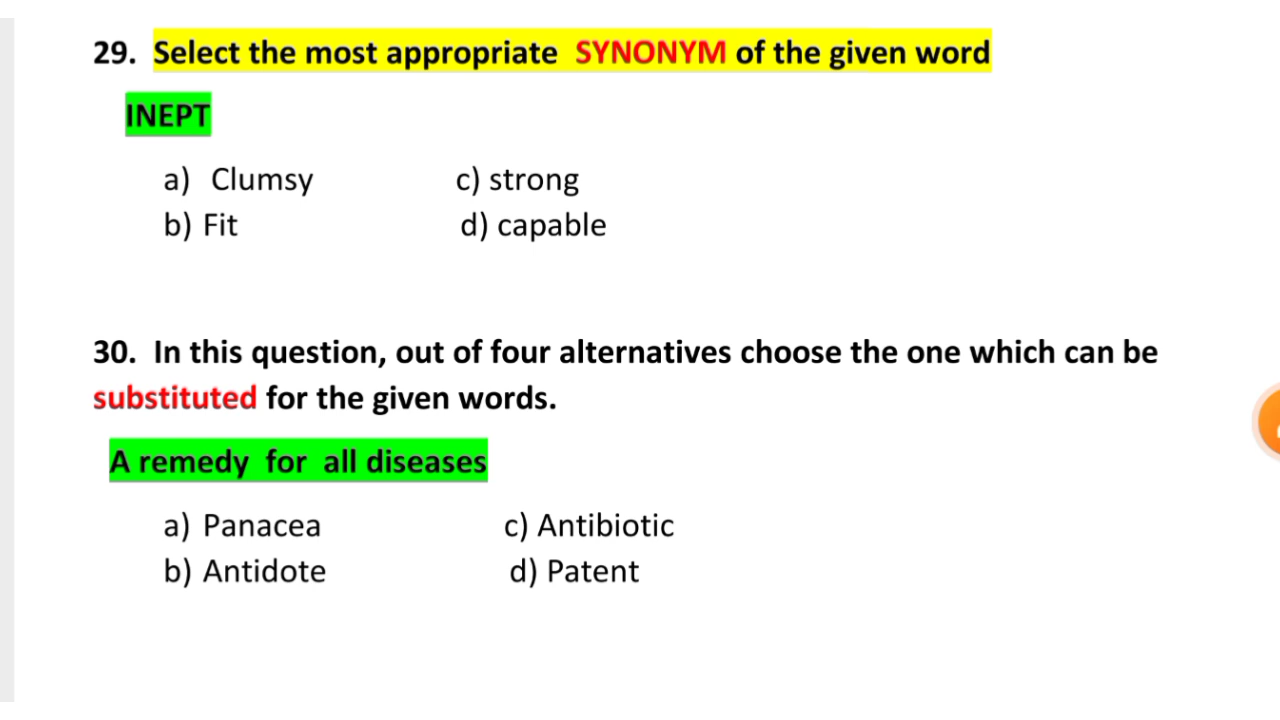 29. Select the most appropriate SYNONYM of the given word
INEPT
a) Clumsy c) strong
b) Fit d) capable
30. In this question, out of four alternatives choose the one which can be
substituted for the given words.
A remedy for all diseases
a) Panacea c) Antibiotic
b) Antidote d) Patent